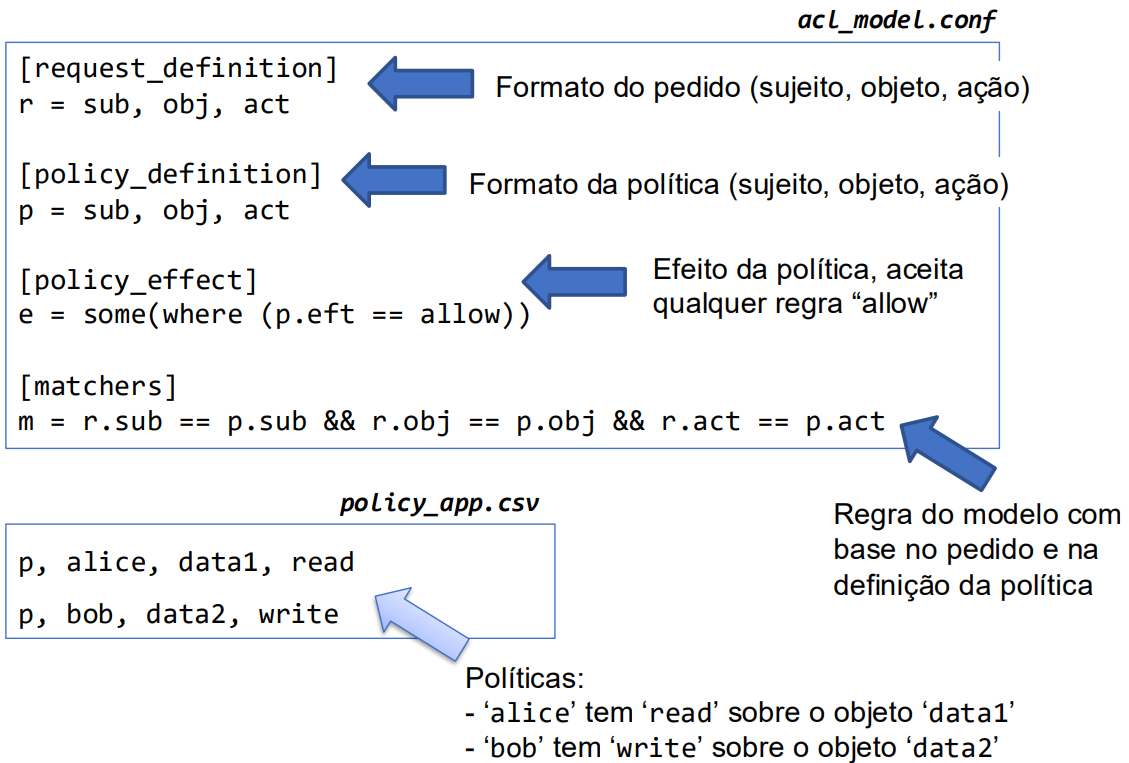 acl_model.conf
[request_definition]
r = sub, obj, act
Formato do pedido (sujeito, objeto, ação)
[policy_definition]
p = sub, obj, act
Formato da política (sujeito, objeto, ação)
[policy_effect]
e = some(where (p.eft == allow))
Efeito da política, aceita
qualquer regra “allow”
[matchers]
m = r.sub == p.sub && r.obj == p.obj && r.act == p.act
Regra do modelo com
base no pedido e na
definição da política
policy_app.csv
p, alice, data1, read
p, bob, data2, write
Políticas:
- ‘alice’ tem ‘read’ sobre o objeto ‘data1’
- ‘bob’ tem ‘write’ sobre o objeto ‘data2’